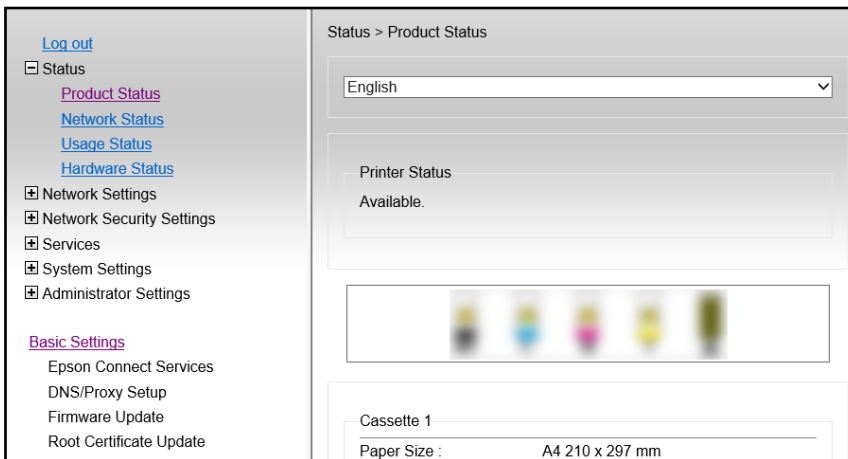 Log out
Status
Product Status
Network Status
Usage Status
Hardware Status
Network Settings
Network Security Settings
Services
System Settings
Administrator Settings
Basic Settings
Epson Connect Services
DNS/Proxy Setup
Firmware Update
Root Certificate Update
Status > Product Status
English
Printer Status
Available.
Cassette 1
Paper Size : A4 210 x 297 mm